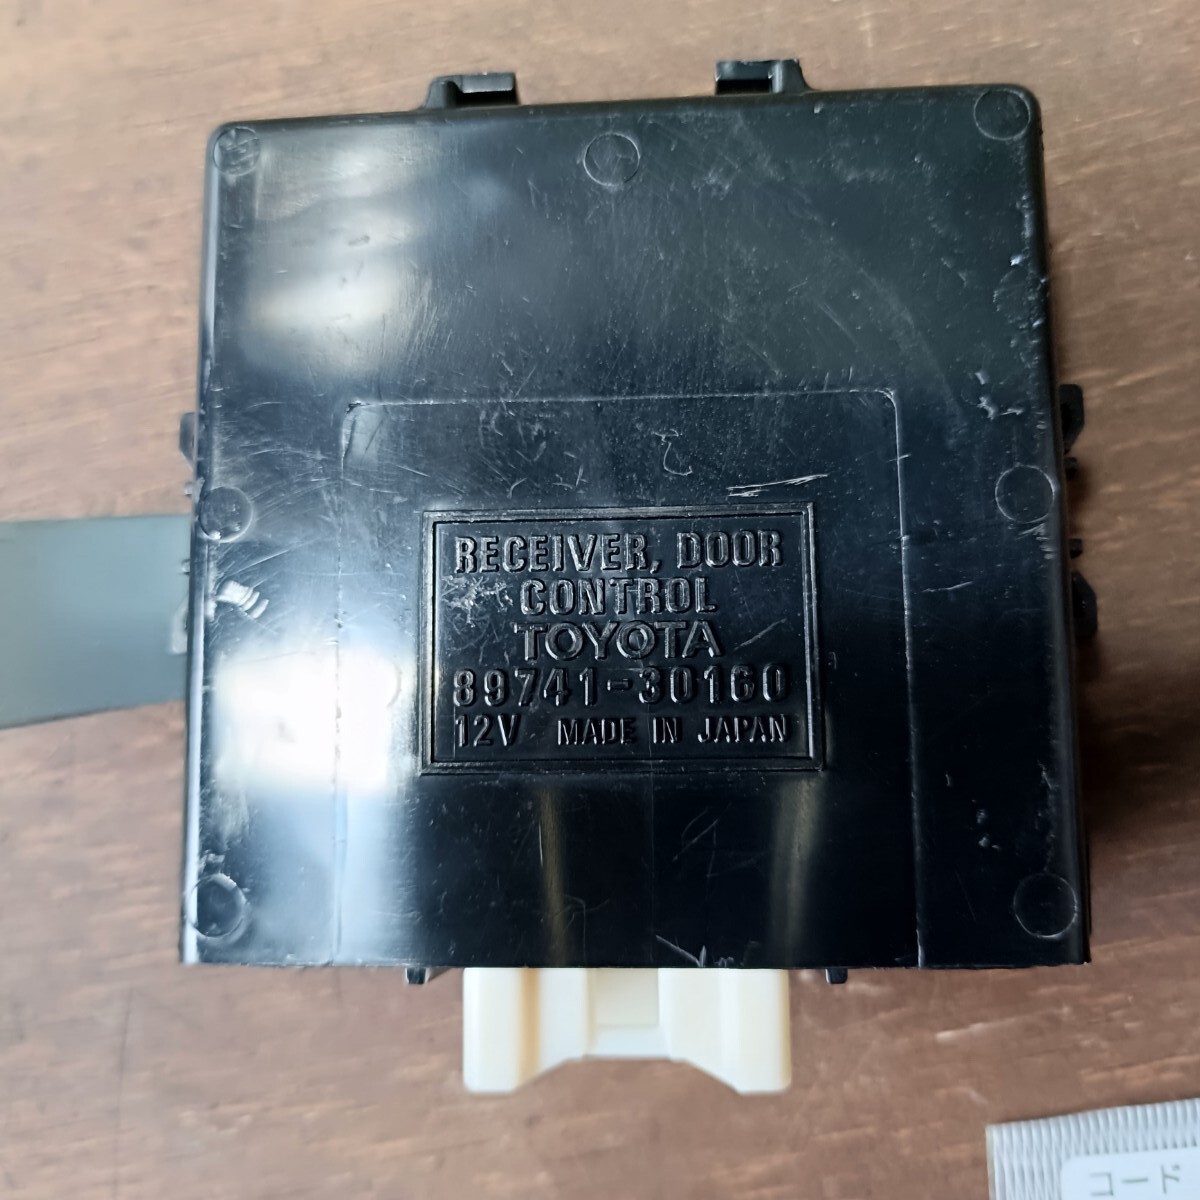 RECEIVER, DOOR
CONTROL
TOYOTA
89741-30160
12V MADE IN JAPAN
コード